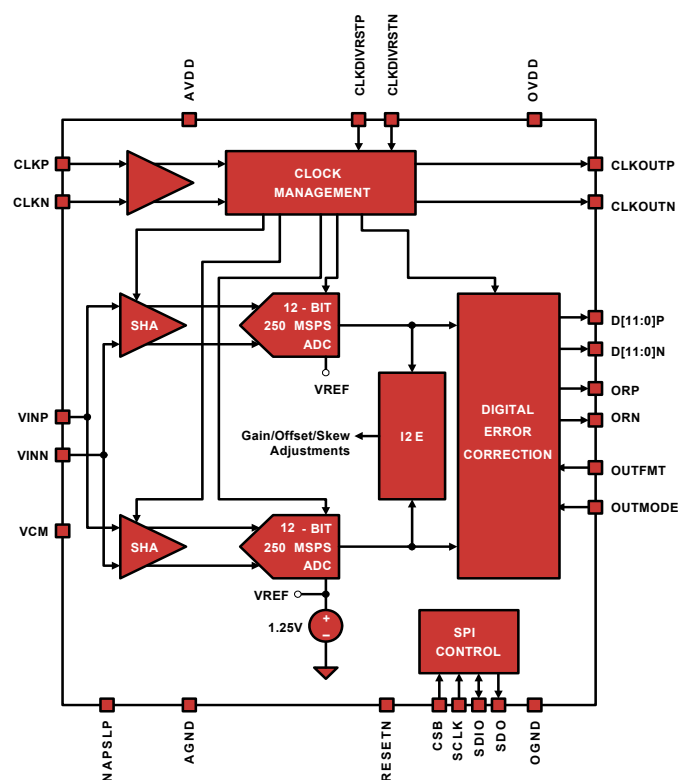 AVDD
CLKDIVRSTP
CLKDIVRSTN
OVDD
CLKP
CLKN
CLOCK
MANAGEMENT
CLKOUTP
CLKOUTN
SHA
12 - BIT
250 MSPS
ADC
VREF
D[11:0]P
D[11:0]N
ORP
ORN
OUTFMT
OUTMODE
VINP
VINN
VCM
Gain/Offset/Skew
Adjustments
I2E
DIGITAL
ERROR
CORRECTION
SHA
12 - BIT
250 MSPS
ADC
VREF
1.25V
+
–
SPI
CONTROL
NAPSLP
AGND
RESETN
CSB
SCLK
SDIO
SDO
OGND